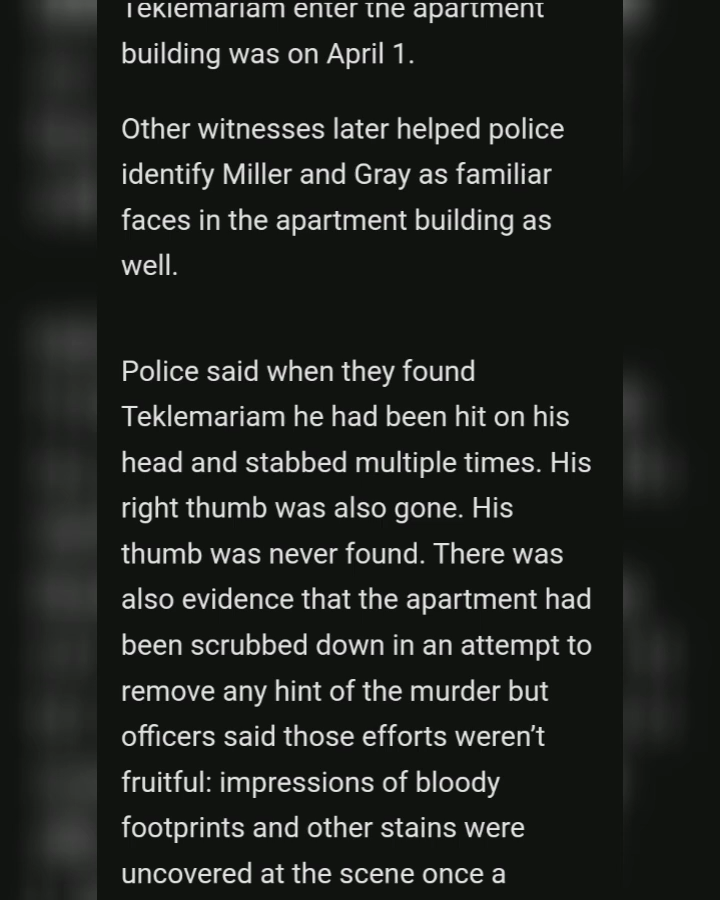 Teklemariam enter the apartment
building was on April 1.
Other witnesses later helped police
identify Miller and Gray as familiar
faces in the apartment building as
well.
Police said when they found
Teklemariam he had been hit on his
head and stabbed multiple times. His
right thumb was also gone. His
thumb was never found. There was
also evidence that the apartment had
been scrubbed down in an attempt to
remove any hint of the murder but
officers said those efforts weren’t
fruitful: impressions of bloody
footprints and other stains were
uncovered at the scene once a